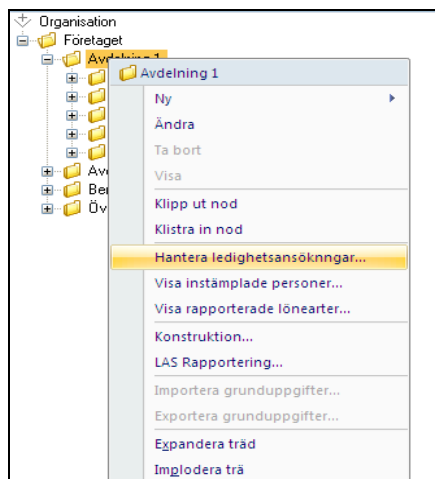 Organisation
Företaget
Avdelning 1
Avdelning 1
Ny
Ändra
Ta bort
Visa
Klipp ut nod
Klistra in nod
Hantera ledighetsansöknngar...
Visa instämplade personer...
Visa rapporterade lönearter...
Konstruktion...
LAS Rapportering...
Importera grunduppgifter...
Exportera grunduppgifter...
Expandera träd
Implodera trä